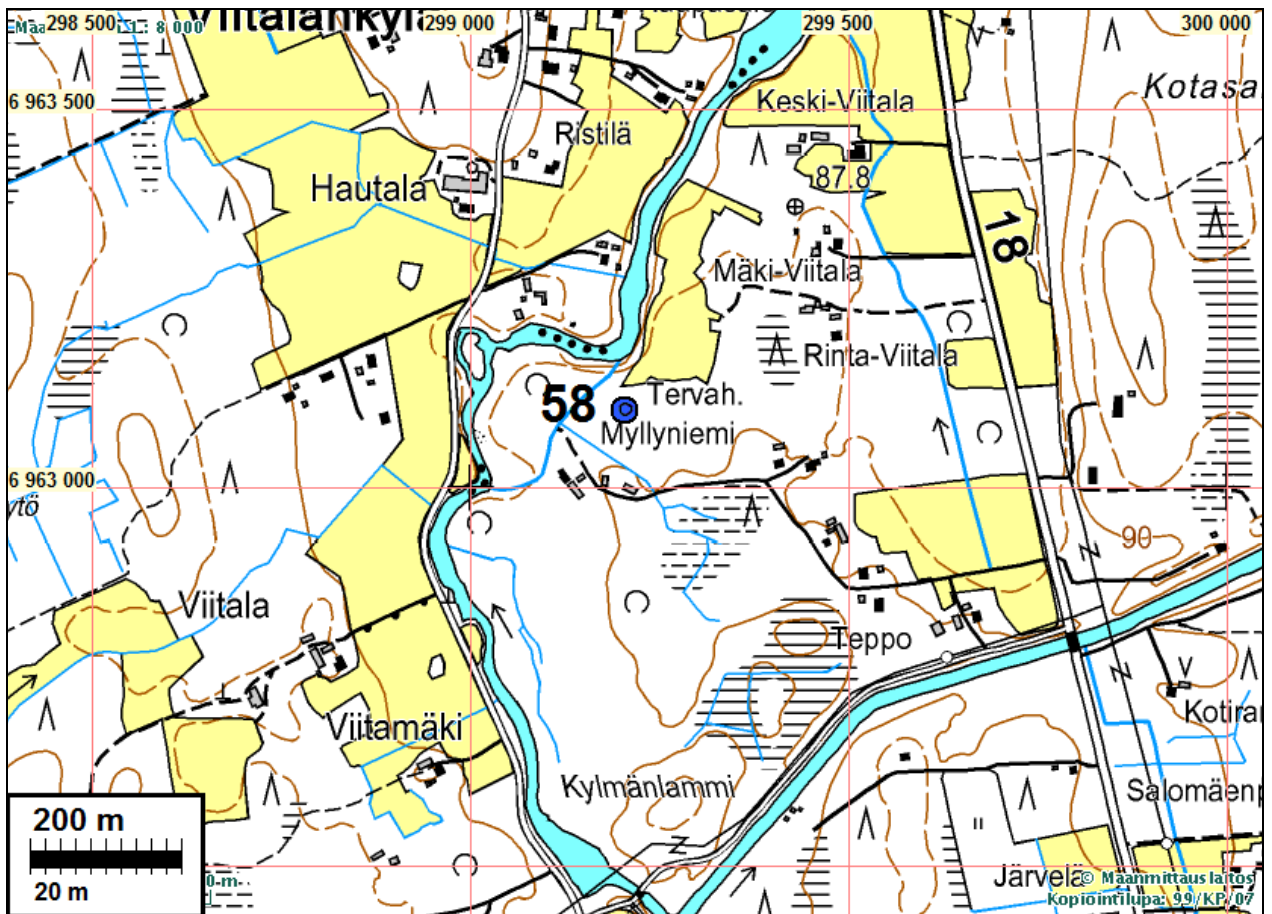 Viitalankylä
1: 8 000
298 500
299 000
299 500
300 000
6 963 500
Keski-Viitala
Ristilä
Hautala
87.8
18
Mäki-Viitala
Rinta-Viitala
58
Tervah.
Myllyniemi
6 963 000
90
Viitala
Teppo
Viitamäki
Kylmänlammi
Järvelä
200 m
20 m
© Maanmittauslaitos
Kopiointilupa: 99/KP/07